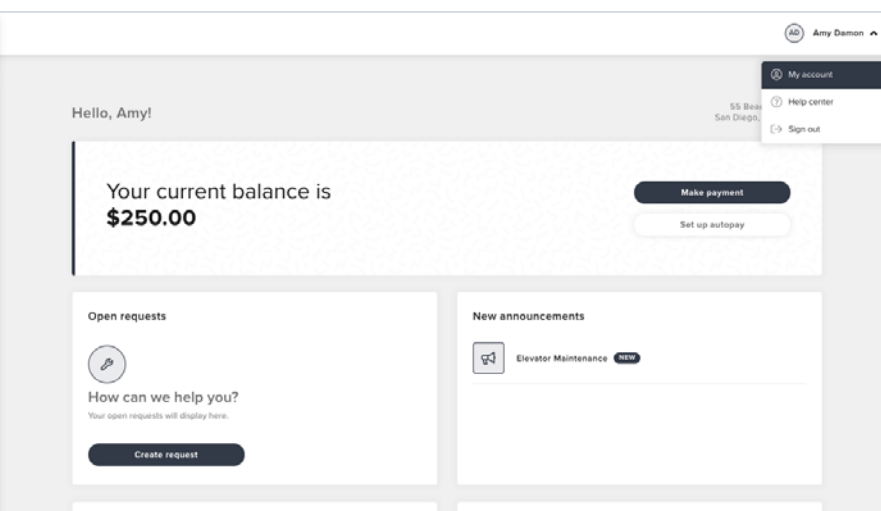 AD Amy Damon
My account
Help center
Sign out
Hello, Amy!
55
San Diego,
Your current balance is
$250.00
Make payment
Set up autopay
Open requests
How can we help you?
Your open requests will display here.
Create request
New announcements
Elevator Maintenance NEW